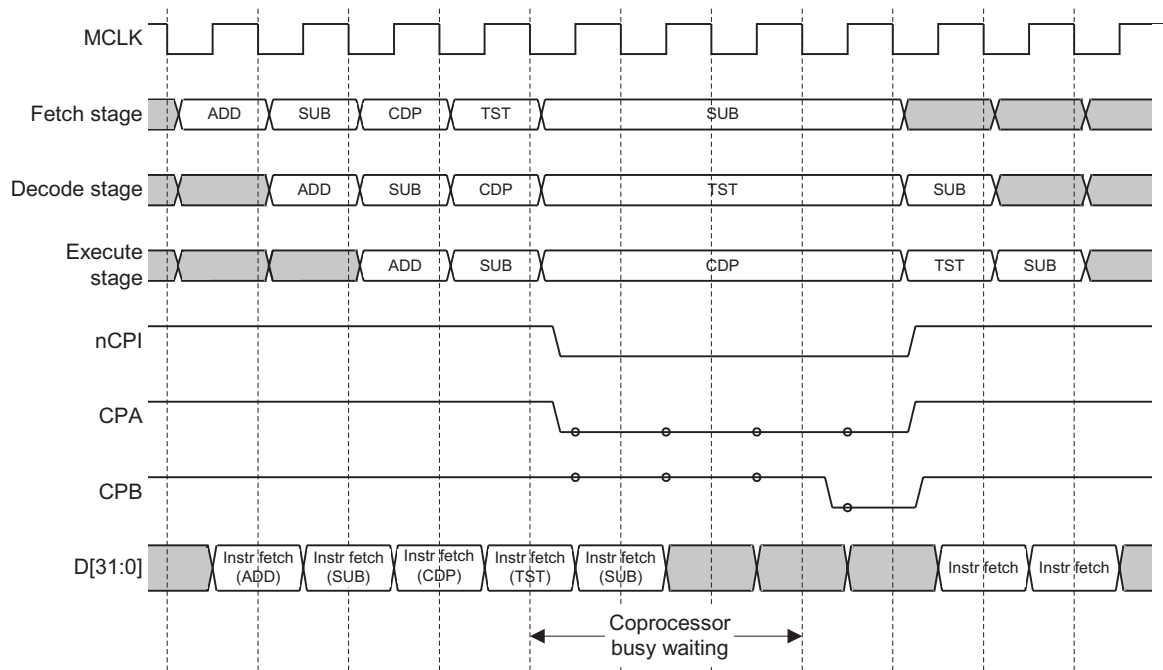 MCLK
Fetch stage
ADD
SUB
CDP
TST
SUB
Decode stage
ADD
SUB
CDP
TST
SUB
Execute
stage
ADD
SUB
CDP
TST
SUB
nCPI
CPA
CPB
D[31:0]
Instr fetch
(ADD)
Instr fetch
(SUB)
Instr fetch
(CDP)
Instr fetch
(TST)
Instr fetch
(SUB)
Instr fetch
Instr fetch
Coprocessor
busy waiting